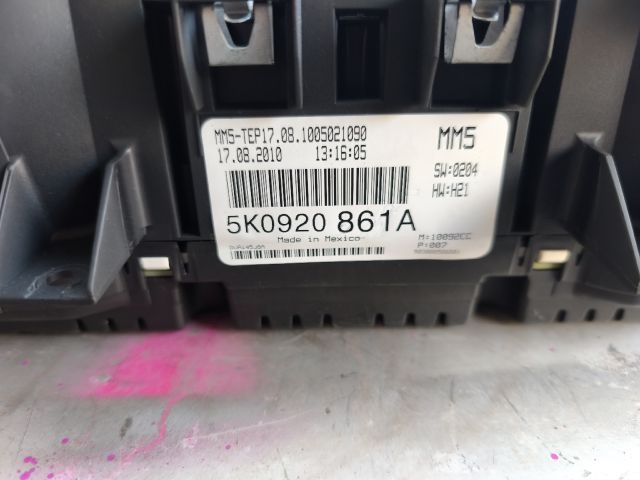 MM5-TEP17.08.1005021090
MM5
17.08.2010 13:16:05
SW:0204
HW:H21
5K0920 861A
Made in Mexico
M:10092CC
P:007